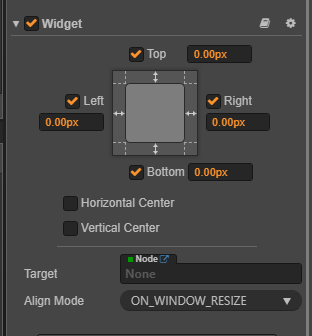 Widget
Top 0.00px
Left Right
0.00px 0.00px
Bottom 0.00px
Horizontal Center
Vertical Center
Node
Target None
Align Mode ON_WINDOW_RESIZE